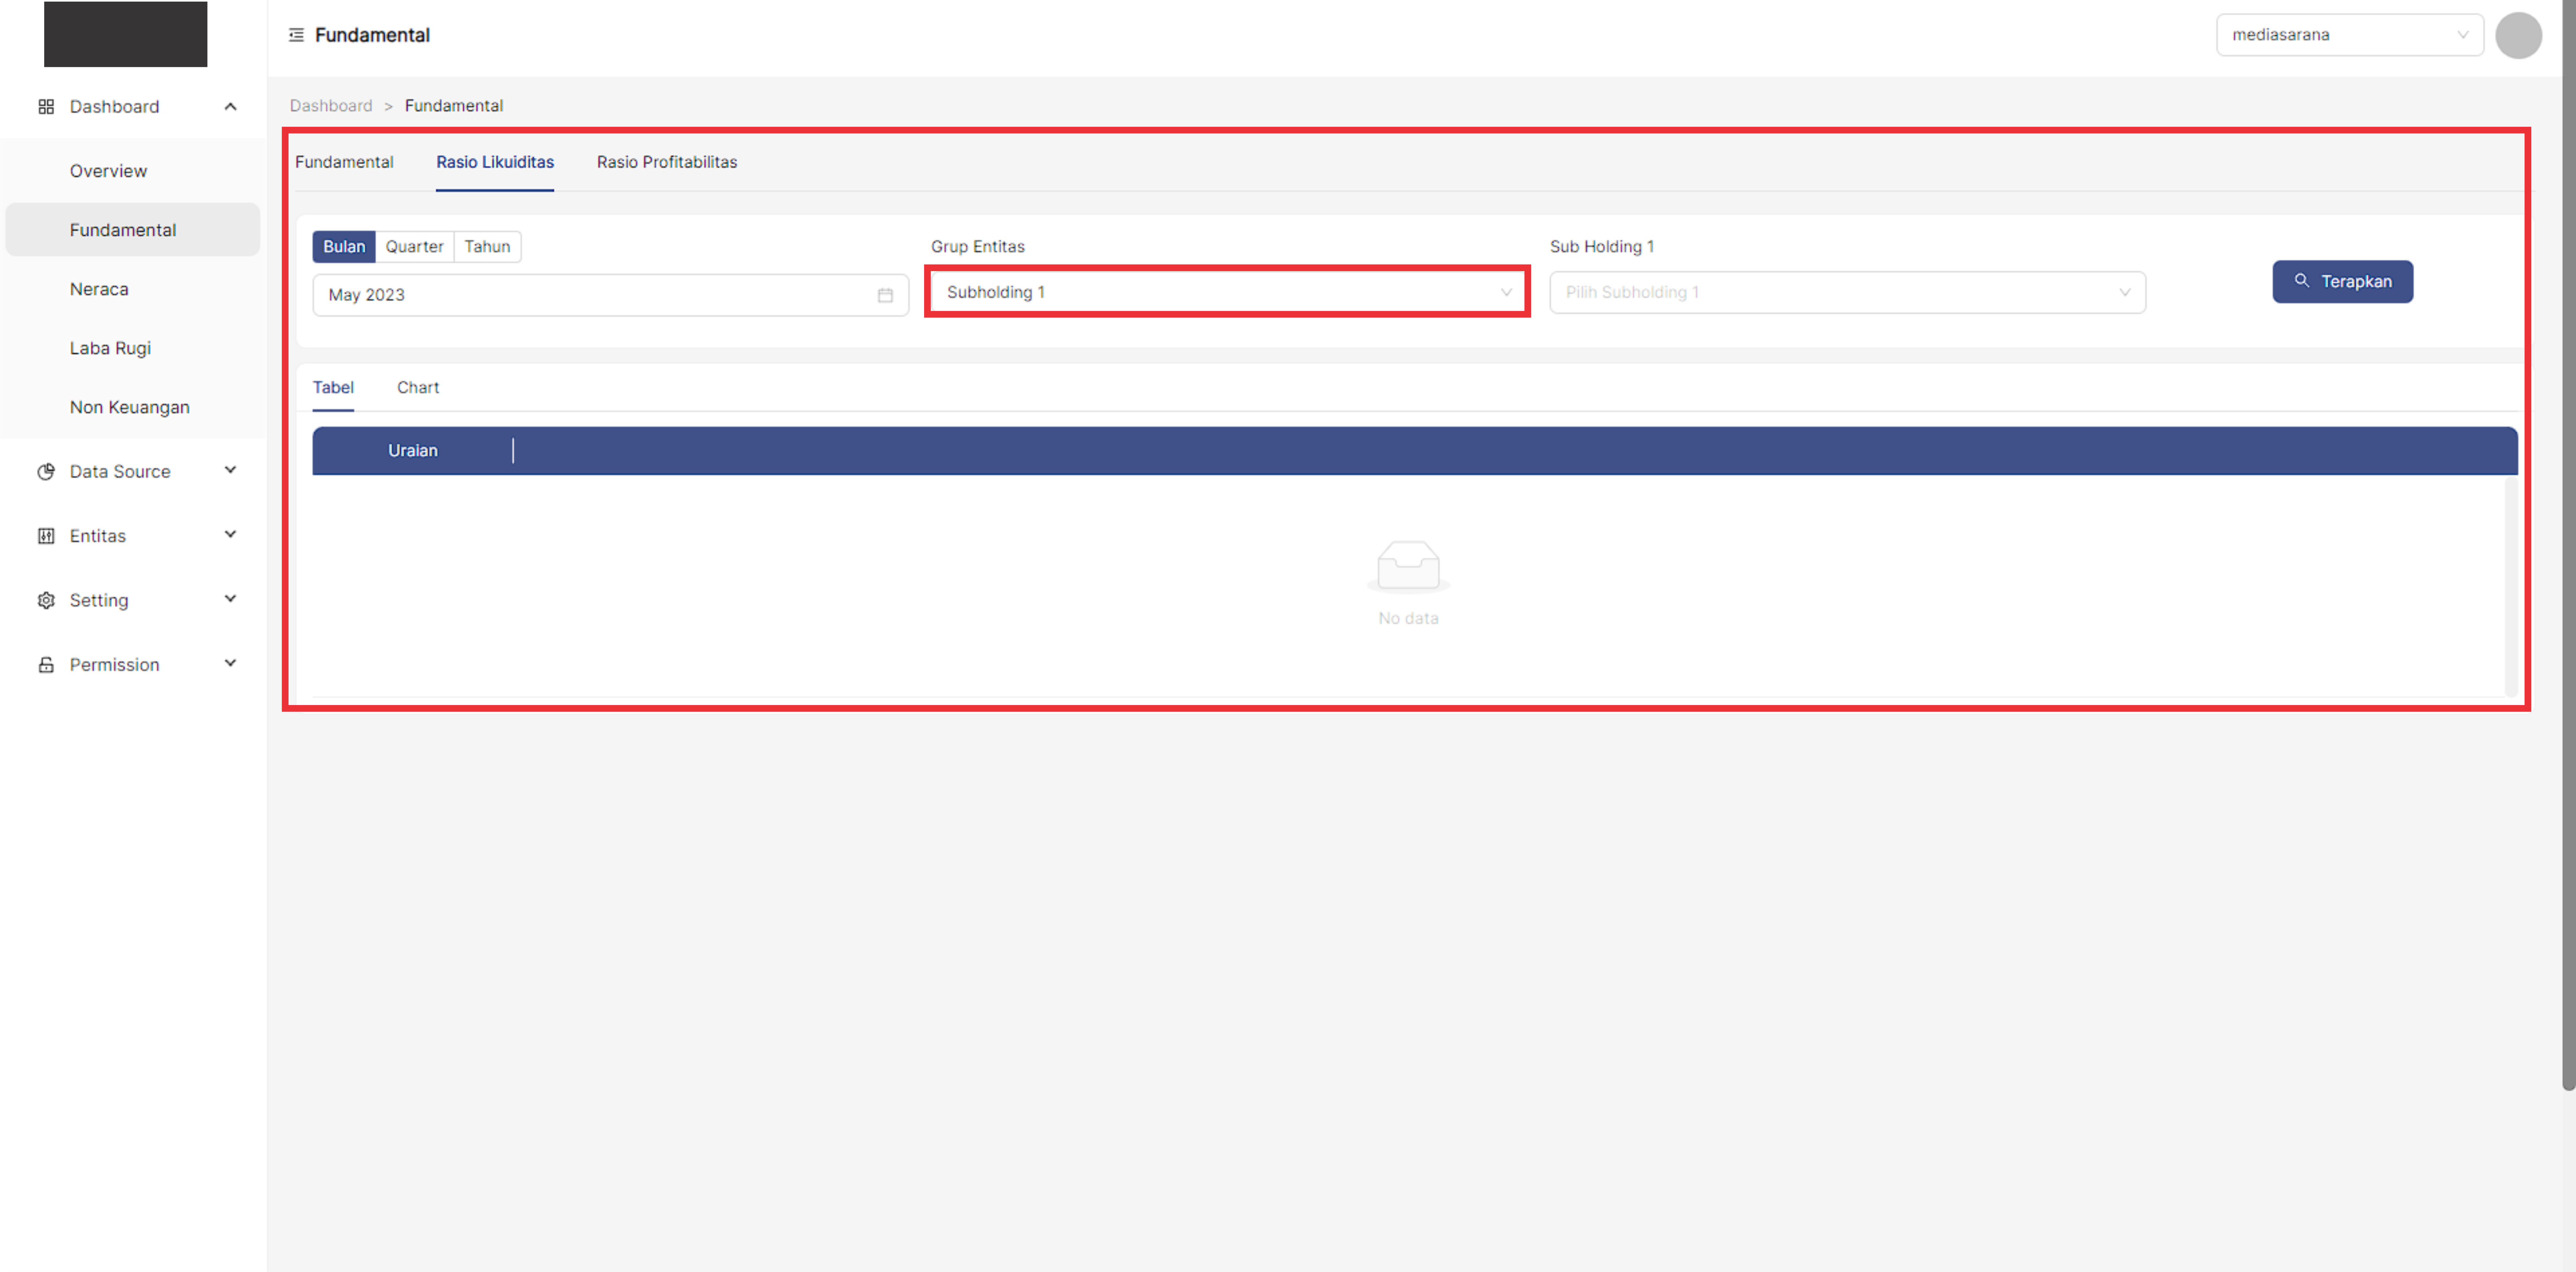 Fundamental
mediasarana
Dashboard
Overview
Fundamental
Neraca
Laba Rugi
Non Keuangan
Data Source
Entitas
Setting
Permission
Dashboard > Fundamental
Fundamental Rasio Likuiditas Rasio Profitabilitas
Bulan Quarter Tahun
May 2023
Grup Entitas
Subholding 1
Sub Holding 1
Pilih Subholding 1
Terapkan
Tabel Chart
Uraian
No data